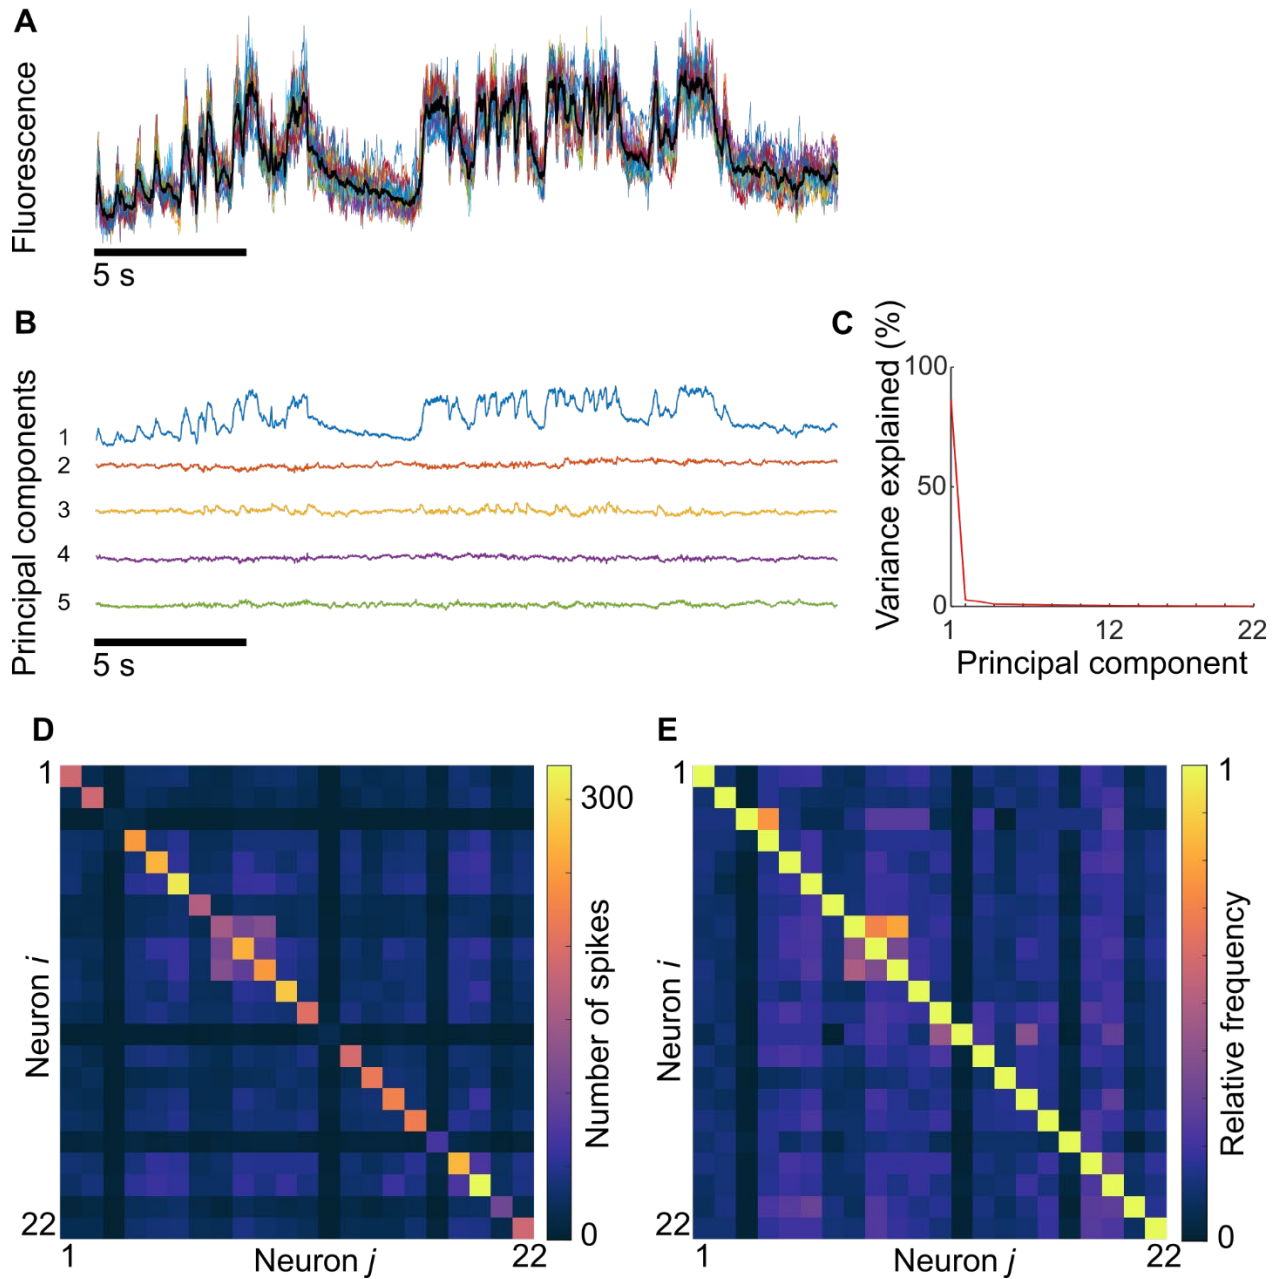 A
Fluorescence
5 s
B
Principal components
1
2
3
4
5
5 s
C
Variance explained (%)
100
50
0
1
12
22
Principal component
D
1
Neuron i
22
1
Neuron j
22
300
0
Number of spikes
E
1
Neuron i
22
1
Neuron j
22
1
0
Relative frequency